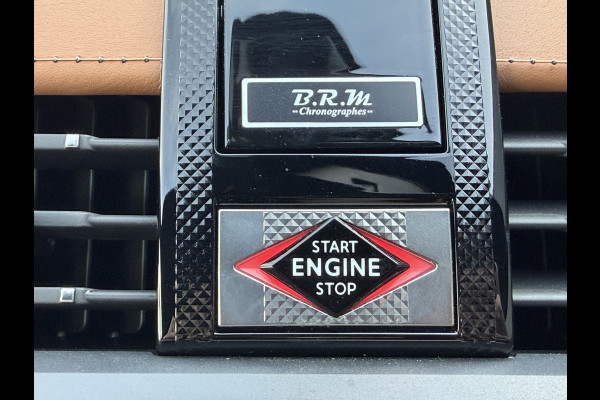 B.R.M
-- Chronographes --
START
ENGINE
STOP